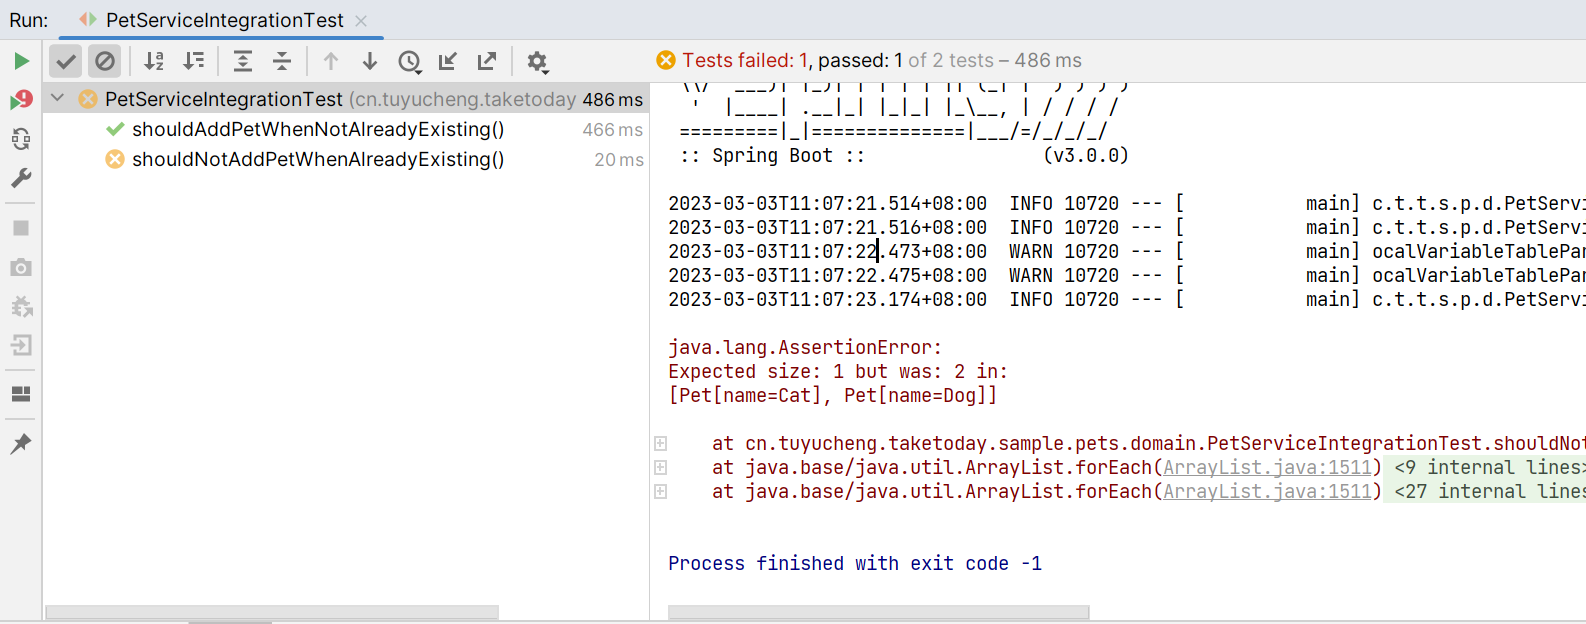 Run: PetServiceIntegrationTest
Tests failed: 1, passed: 1 of 2 tests – 486 ms
PetServiceIntegrationTest (cn.tuyucheng.taketoday 486 ms
shouldAddPetWhenNotAlreadyExisting() 466 ms
shouldNotAddPetWhenAlreadyExisting() 20 ms
' |____| .__|_| |_|_| |_\__, | / / / /
=========|_|==============|___/=/_/_/_/
:: Spring Boot :: (v3.0.0)
2023-03-03T11:07:21.514+08:00 INFO 10720 --- [ main] c.t.t.s.p.d.PetServi
2023-03-03T11:07:21.516+08:00 INFO 10720 --- [ main] c.t.t.s.p.d.PetServi
2023-03-03T11:07:22.473+08:00 WARN 10720 --- [ main] ocalVariableTablePar
2023-03-03T11:07:22.475+08:00 WARN 10720 --- [ main] ocalVariableTablePar
2023-03-03T11:07:23.174+08:00 INFO 10720 --- [ main] c.t.t.s.p.d.PetServi
java.lang.AssertionError:
Expected size: 1 but was: 2 in:
[Pet[name=Cat], Pet[name=Dog]]
at cn.tuyucheng.taketoday.sample.pets.domain.PetServiceIntegrationTest.shouldNot
at java.base/java.util.ArrayList.forEach(ArrayList.java:1511) <9 internal lines>
at java.base/java.util.ArrayList.forEach(ArrayList.java:1511) <27 internal lines
Process finished with exit code -1